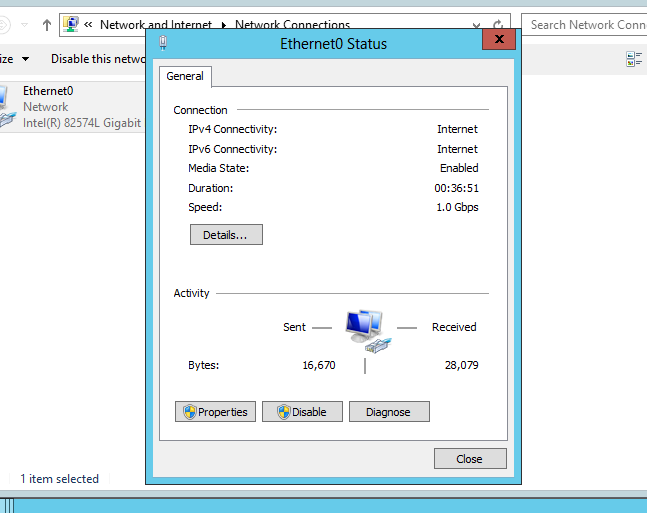 « Network and Internet Network Connections
Search Network Conn
ze Disable this netwo
Ethernet0
Network
Intel(R) 82574L Gigabit
Ethernet0 Status
General
Connection
IPv4 Connectivity: Internet
IPv6 Connectivity: Internet
Media State: Enabled
Duration: 00:36:51
Speed: 1.0 Gbps
Details...
Activity
Sent Received
Bytes: 16,670 28,079
Properties Disable Diagnose
Close
1 item selected